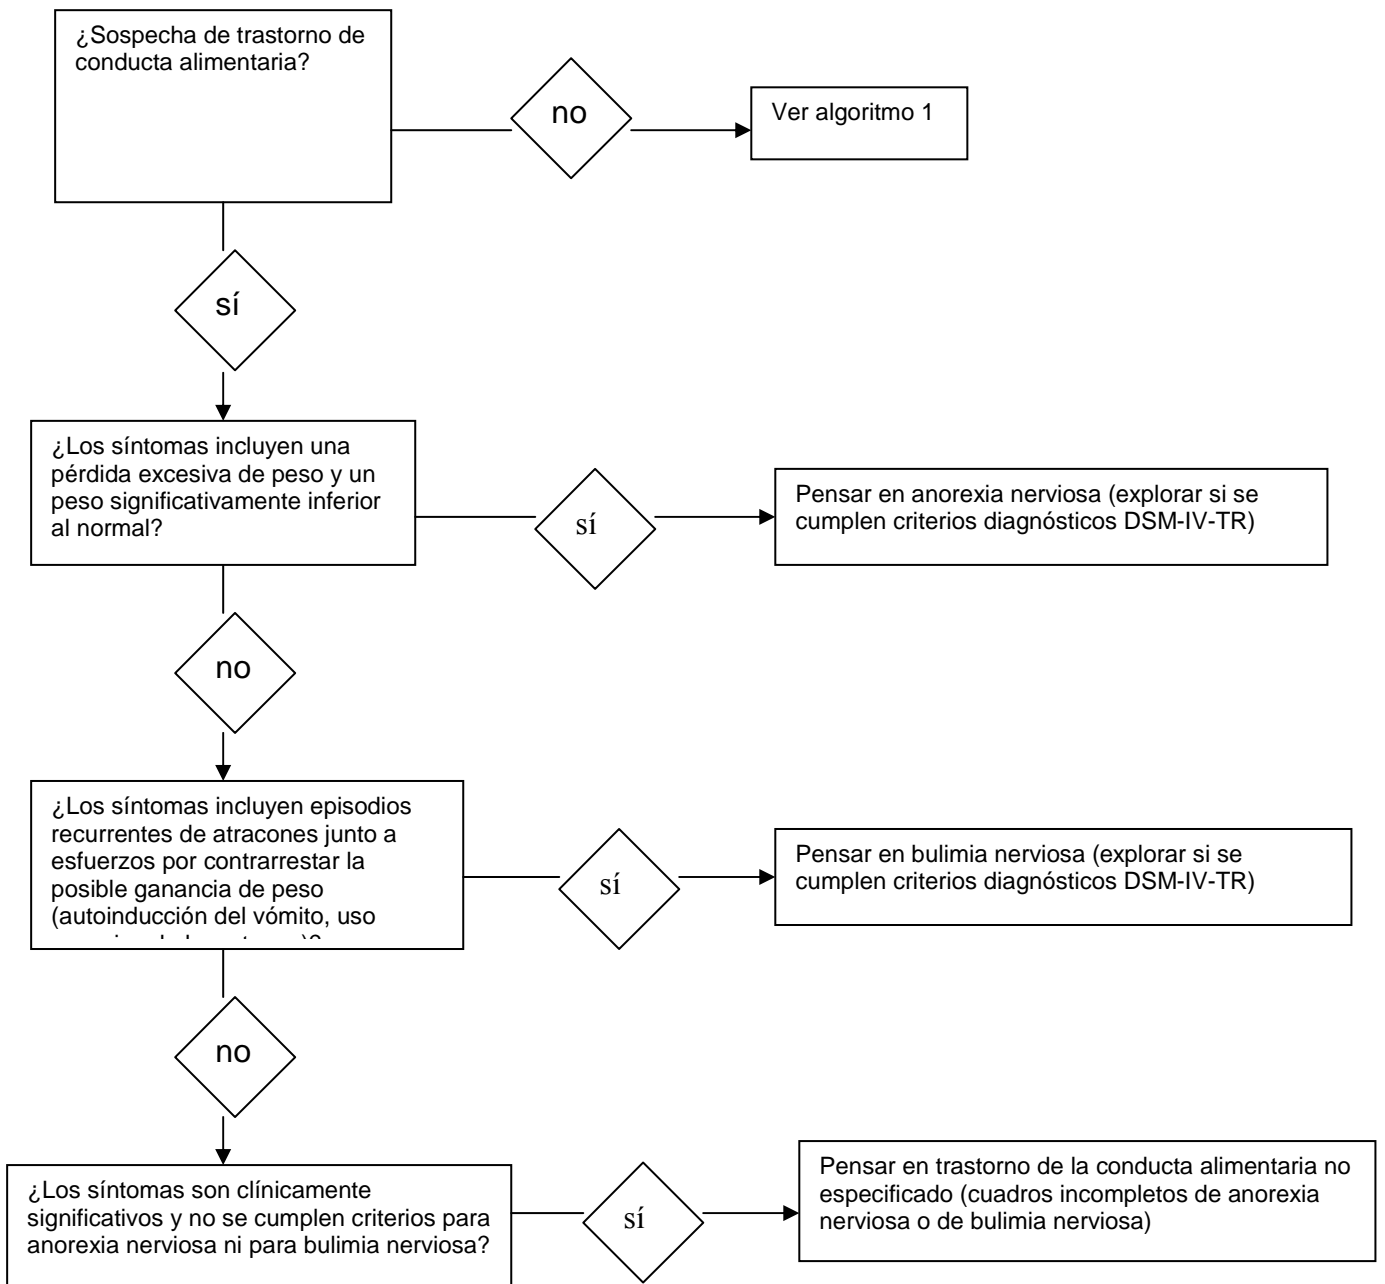 ¿Sospecha de trastorno de
conducta alimentaria?
no
Ver algoritmo 1
sí
¿Los síntomas incluyen una
pérdida excesiva de peso y un
peso significativamente inferior
al normal?
sí
Pensar en anorexia nerviosa (explorar si se
cumplen criterios diagnósticos DSM-IV-TR)
no
¿Los síntomas incluyen episodios
recurrentes de atracones junto a
esfuerzos por contrarrestar la
posible ganancia de peso
(autoinducción del vómito, uso
sí
Pensar en bulimia nerviosa (explorar si se
cumplen criterios diagnósticos DSM-IV-TR)
no
¿Los síntomas son clínicamente
significativos y no se cumplen criterios para
anorexia nerviosa ni para bulimia nerviosa?
sí
Pensar en trastorno de la conducta alimentaria no
especificado (cuadros incompletos de anorexia
nerviosa o de bulimia nerviosa)